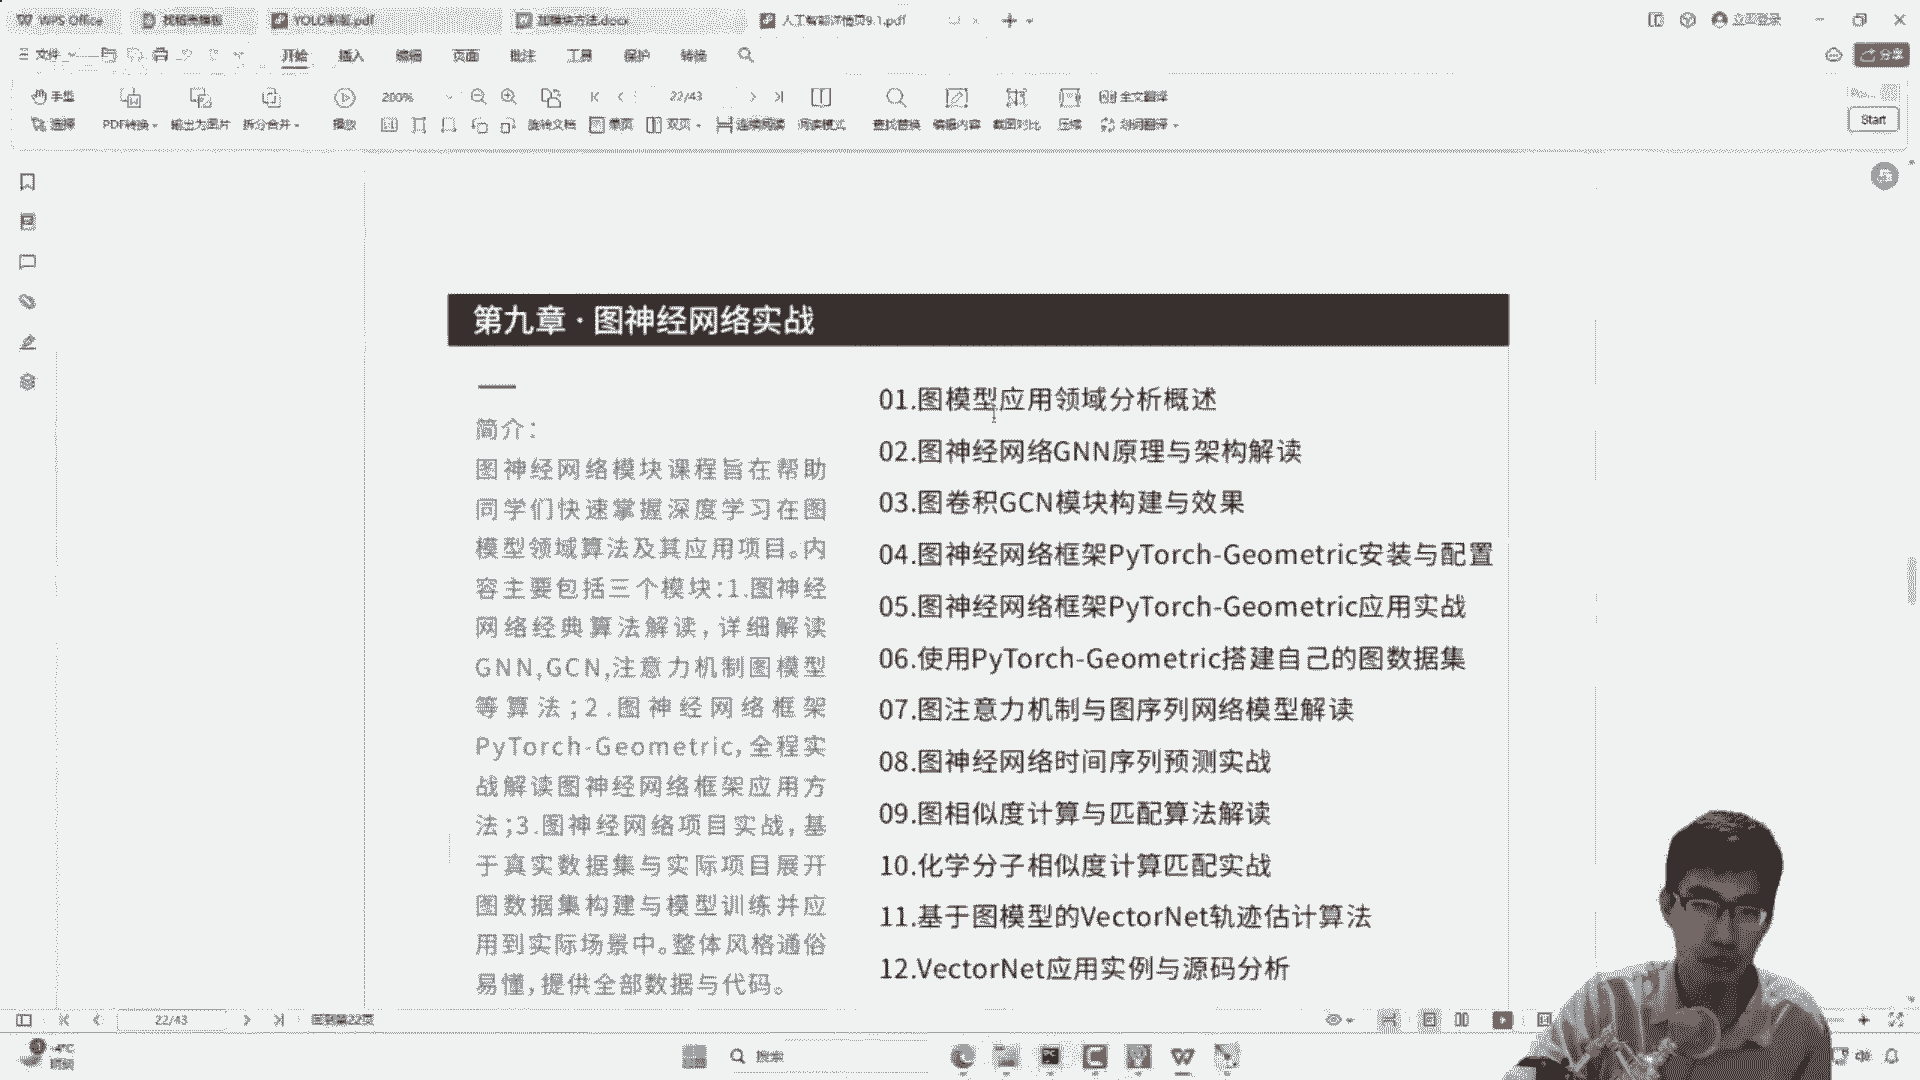 WPS Office
找稻壳模板
YOLO
加模块方法.docx
人工智能详情页9.1.pdf
立即登录
文件
开始
插入
编辑
页面
批注
工具
保护
转换
分享
手型
200%
22/43
全文翻译
选择
PDF转换
输出为图片
拆分合并
播放
旋转文档
单页
双页
连续阅读
阅读模式
查找替换
编辑内容
截图对比
压缩
划词翻译
Start
第九章 · 图神经网络实战
简介：
图神经网络模块课程旨在帮助
同学们快速掌握深度学习在图
模型领域算法及其应用项目。内
容主要包括三个模块:1.图神经
网络经典算法解读,详细解读
GNN,GCN,注意力机制图模型
等算法;2.图神经网络框架
PyTorch-Geometric,全程实
战解读图神经网络框架应用方
法;3.图神经网络项目实战,基
于真实数据集与实际项目展开
图数据集构建与模型训练并应
用到实际场景中。整体风格通俗
易懂,提供全部数据与代码。
01.图模型应用领域分析概述
02.图神经网络GNN原理与架构解读
03.图卷积GCN模块构建与效果
04.图神经网络框架PyTorch-Geometric安装与配置
05.图神经网络框架PyTorch-Geometric应用实战
06.使用PyTorch-Geometric搭建自己的图数据集
07.图注意力机制与图序列网络模型解读
08.图神经网络时间序列预测实战
09.图相似度计算与匹配算法解读
10.化学分子相似度计算匹配实战
11.基于图模型的VectorNet轨迹估计算法
12.VectorNet应用实例与源码分析
22/43
回到第22页
-4°C
晴朗
搜索